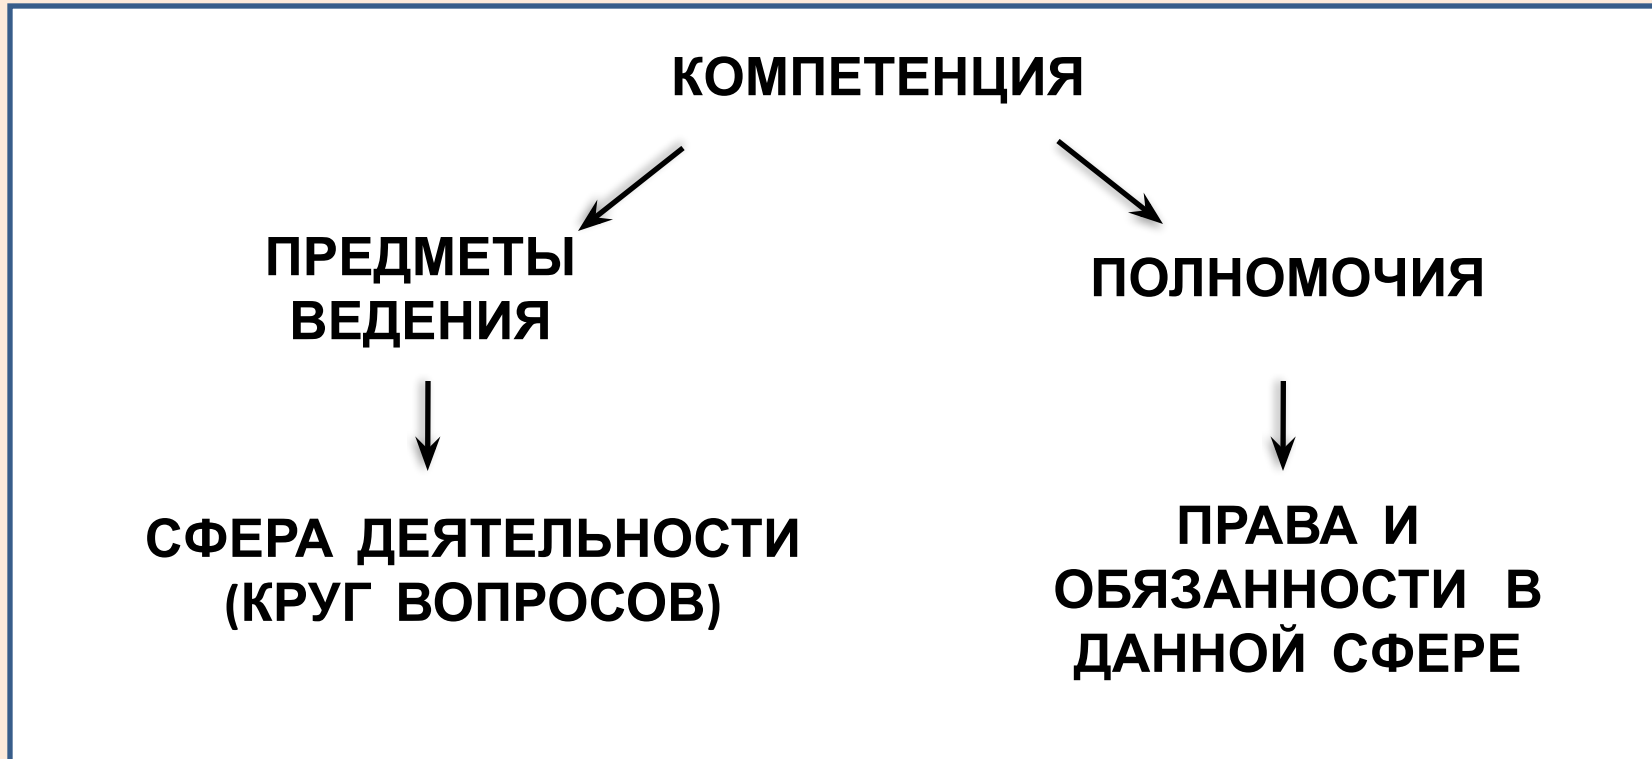 КОМПЕТЕНЦИЯ
ПРЕДМЕТЫ
ВЕДЕНИЯ
ПОЛНОМОЧИЯ
СФЕРА ДЕЯТЕЛЬНОСТИ
(КРУГ ВОПРОСОВ)
ПРАВА И
ОБЯЗАННОСТИ В
ДАННОЙ СФЕРЕ